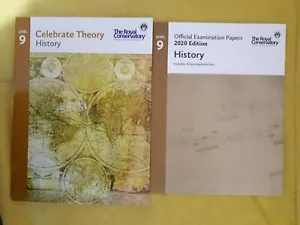 LEVEL
9
Celebrate Theory
History
The Royal
Conservatory
LEVEL
9
Official Examination Papers
2020 Edition
History
The Royal
Conservatory